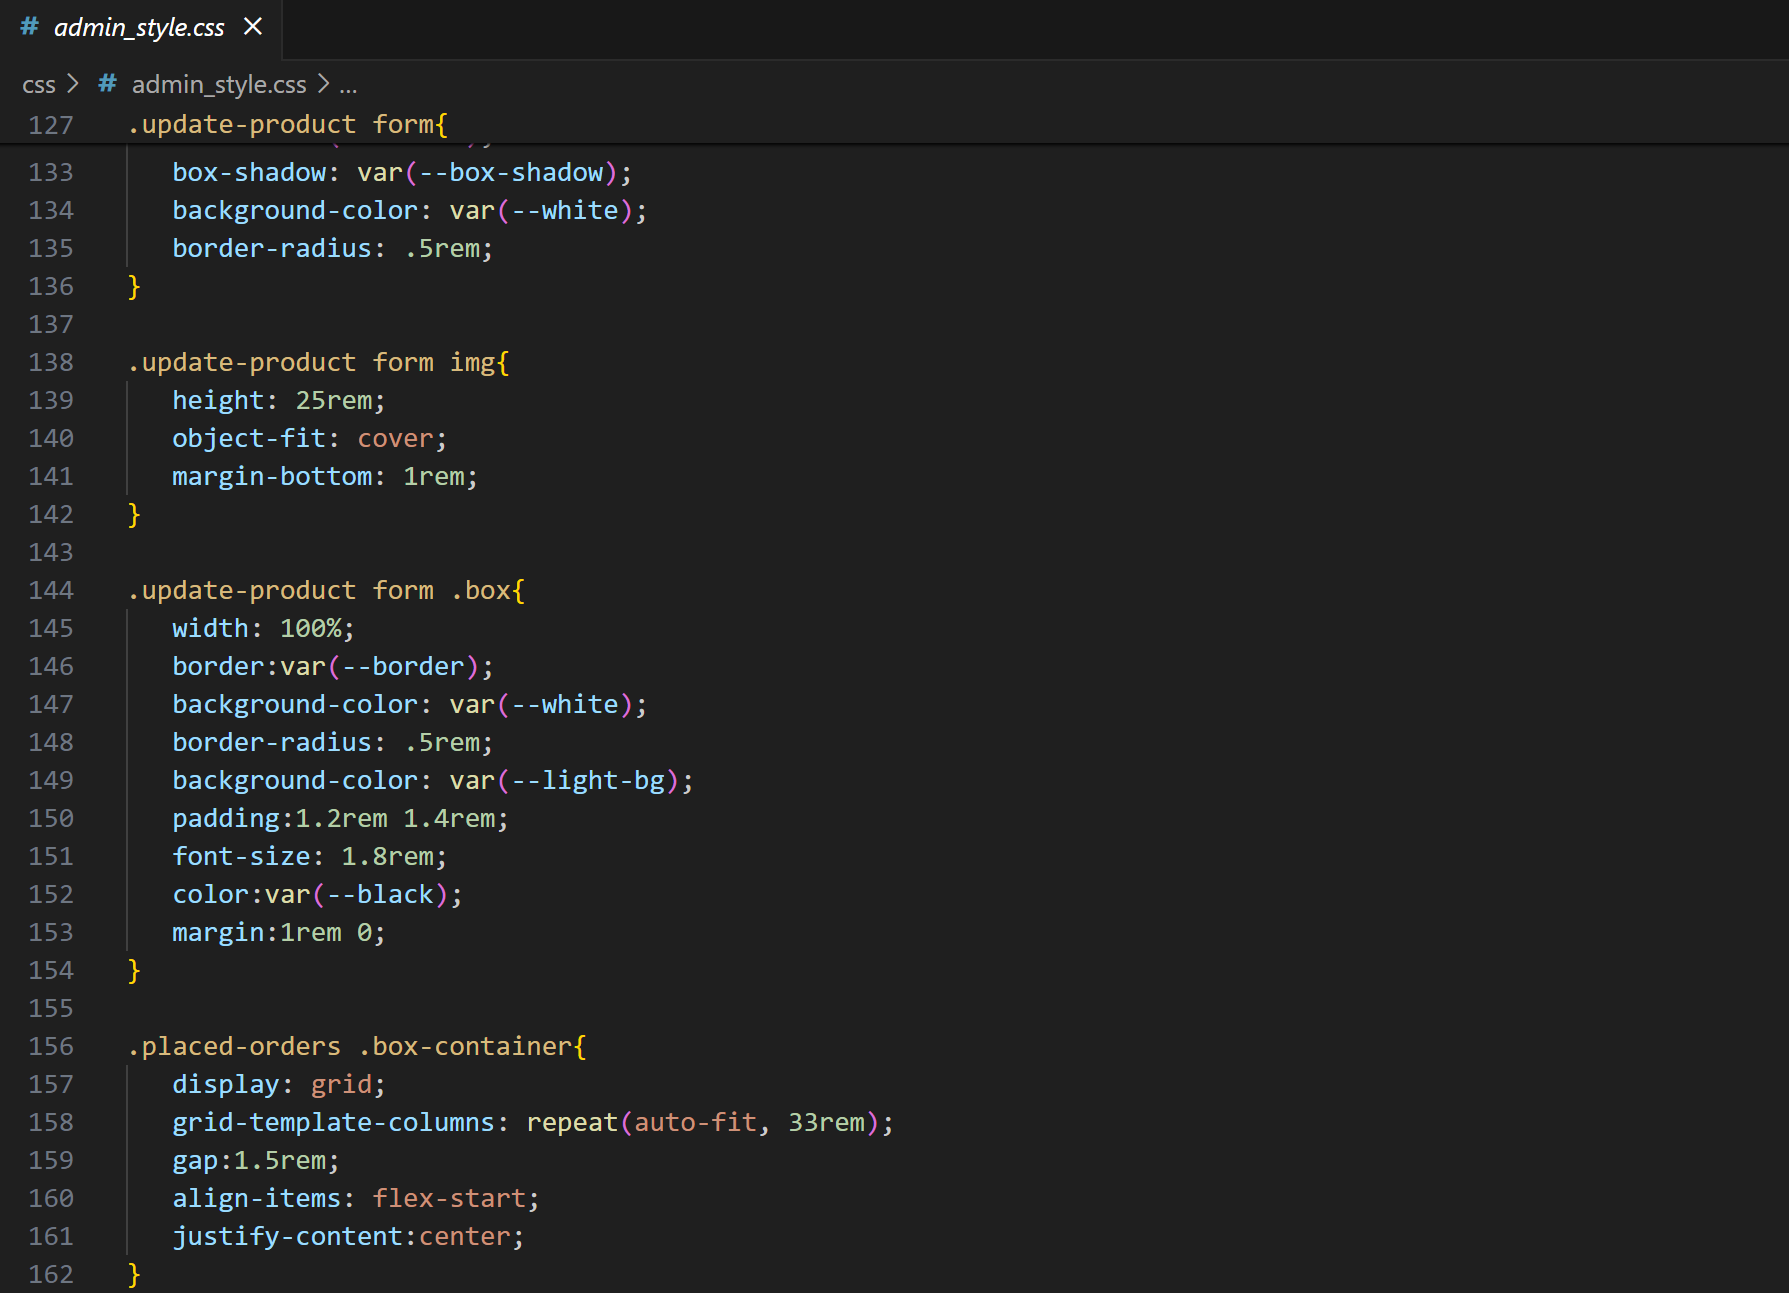 # admin_style.css ×
css > # admin_style.css > ...
127 .update-product form{
133 box-shadow: var(--box-shadow);
134 background-color: var(--white);
135 border-radius: .5rem;
136 }
137
138 .update-product form img{
139 height: 25rem;
140 object-fit: cover;
141 margin-bottom: 1rem;
142 }
143
144 .update-product form .box{
145 width: 100%;
146 border:var(--border);
147 background-color: var(--white);
148 border-radius: .5rem;
149 background-color: var(--light-bg);
150 padding:1.2rem 1.4rem;
151 font-size: 1.8rem;
152 color:var(--black);
153 margin:1rem 0;
154 }
155
156 .placed-orders .box-container{
157 display: grid;
158 grid-template-columns: repeat(auto-fit, 33rem);
159 gap:1.5rem;
160 align-items: flex-start;
161 justify-content:center;
162 }